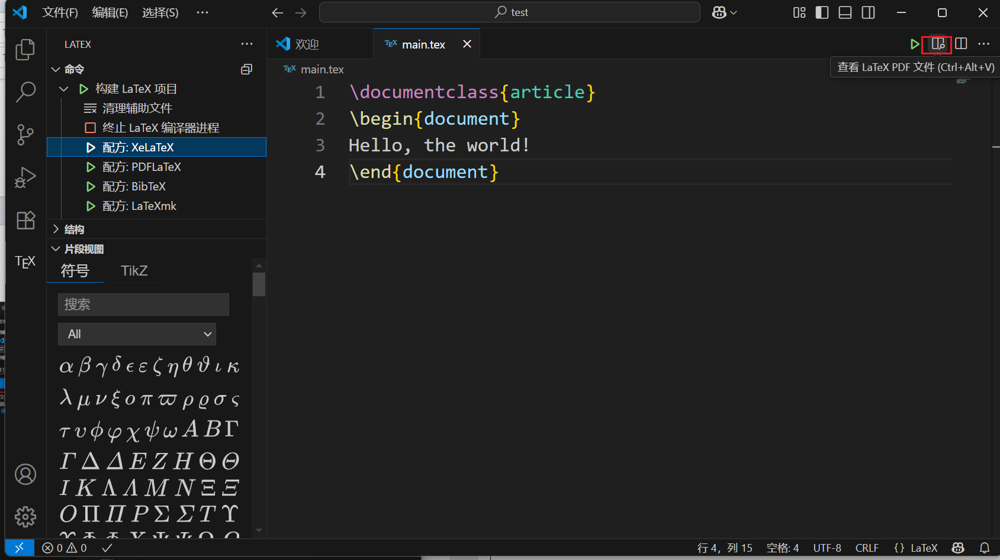 文件(F) 编辑(E) 选择(S) ··· test
LATEX ···
欢迎 TEX main.tex
查看 LaTeX PDF 文件 (Ctrl+Alt+V)
命令
TEX main.tex
构建 LaTeX 项目
清理辅助文件
终止 LaTeX 编译器进程
配方: XeLaTeX
配方: PDFLaTeX
配方: BibTeX
配方: LaTeXmk
1 \documentclass{article}
2 \begin{document}
3 Hello, the world!
4 \end{document}
结构
片段视图
TEX
符号 TikZ
搜索
All
α β γ δ ϵ ε ζ η θ ϑ ι κ
λ μ ν ξ ο π ϖ ρ ϱ σ ς
τ υ ϕ φ χ ψ ω A B Γ
Γ Δ Δ E Z H Θ Θ
I K Λ Λ M N Ξ Ξ
O Π Π P Σ Σ T ϒ
0 0
行 4，列 15 空格: 4 UTF-8 CRLF {} LaTeX